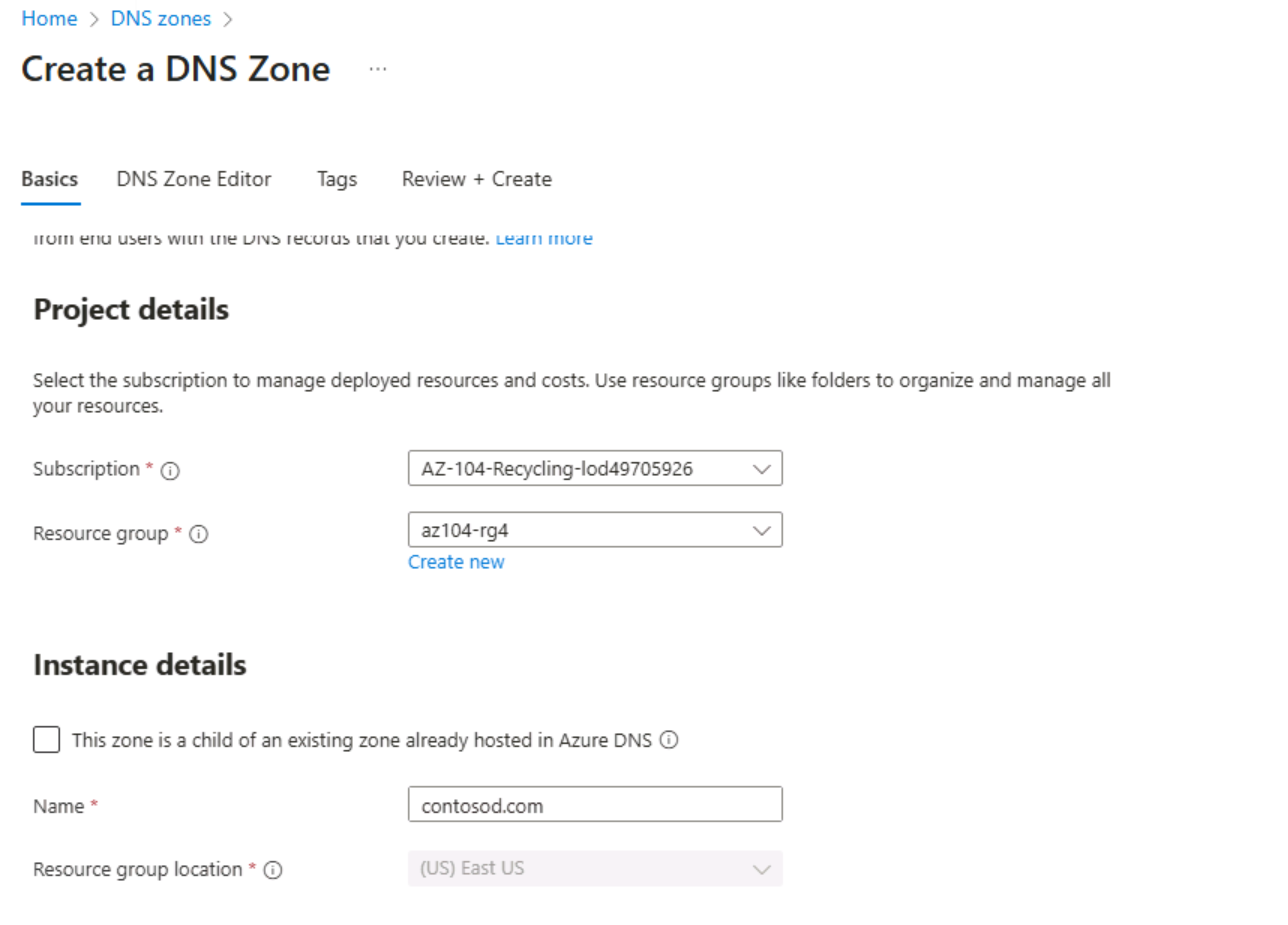 Home > DNS zones >
Create a DNS Zone ...
Basics DNS Zone Editor Tags Review + Create
from end users with the DNS records that you create. Learn more
Project details
Select the subscription to manage deployed resources and costs. Use resource groups like folders to organize and manage all
your resources.
Subscription * AZ-104-Recycling-lod49705926
Resource group * az104-rg4
Create new
Instance details
This zone is a child of an existing zone already hosted in Azure DNS
Name * contosod.com
Resource group location * (US) East US